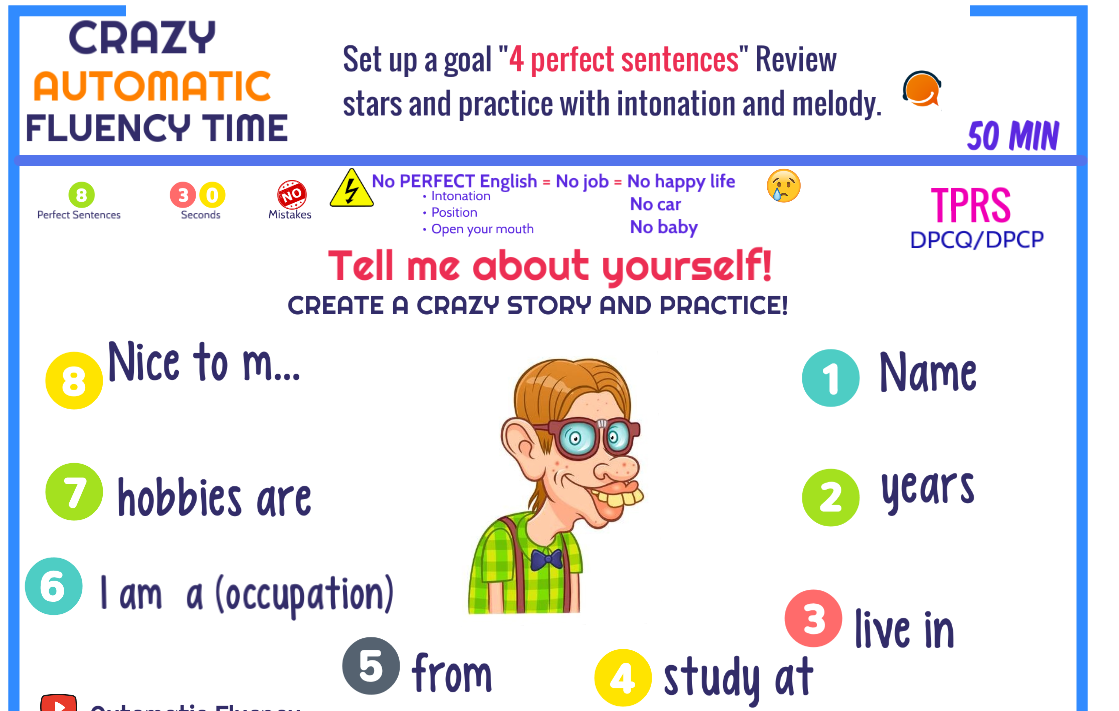 CRAZY
AUTOMATIC
FLUENCY TIME
Set up a goal "4 perfect sentences" Review
stars and practice with intonation and melody.
50 MIN
8
Perfect Sentences
3 0
Seconds
NO
Mistakes
No PERFECT English = No job = No happy life
• Intonation
• Position
• Open your mouth
No car
No baby
TPRS
DPCQ/DPCP
Tell me about yourself!
CREATE A CRAZY STORY AND PRACTICE!
8 Nice to m...
1 Name
7 hobbies are
2 years
6 I am a (occupation)
3 live in
5 from
4 study at
Automatic Fluency